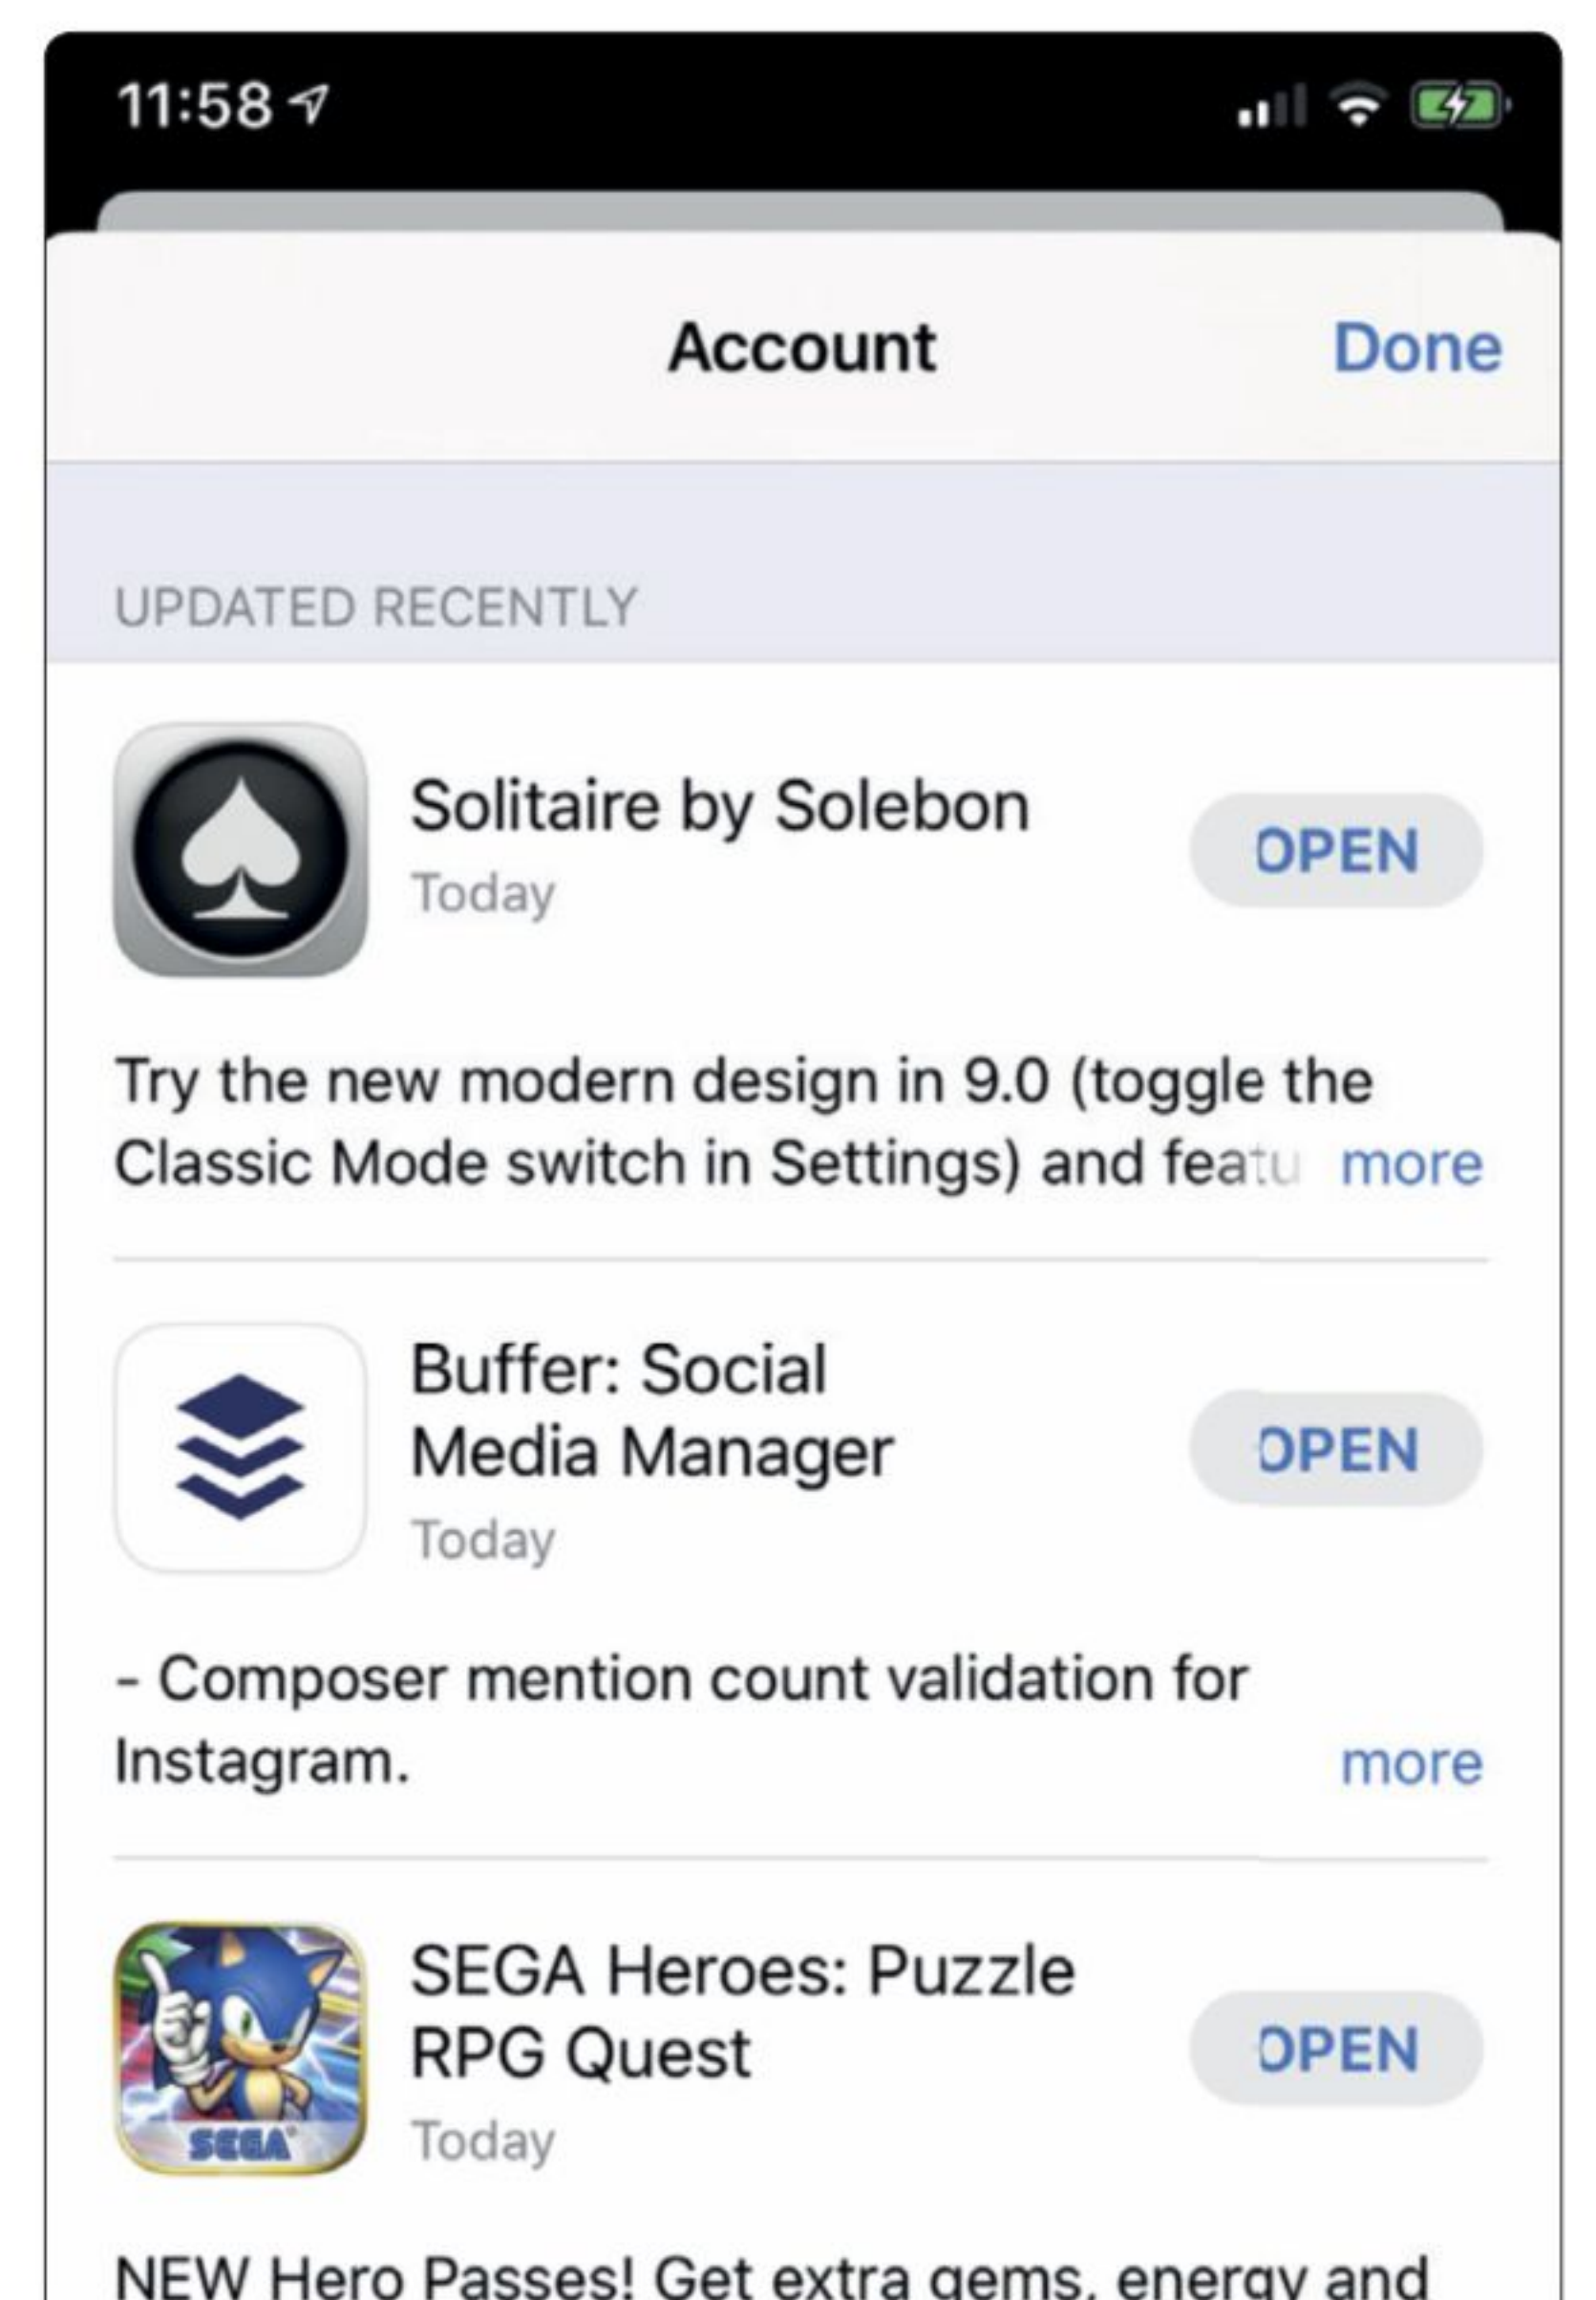 11:58
Account
Done
UPDATED RECENTLY
Solitaire by Solebon
Today
OPEN
Try the new modern design in 9.0 (toggle the
Classic Mode switch in Settings) and featu more
Buffer: Social
Media Manager
Today
OPEN
- Composer mention count validation for
Instagram. more
SEGA
SEGA Heroes: Puzzle
RPG Quest
Today
OPEN
NEW Hero Passes! Get extra gems, energy and